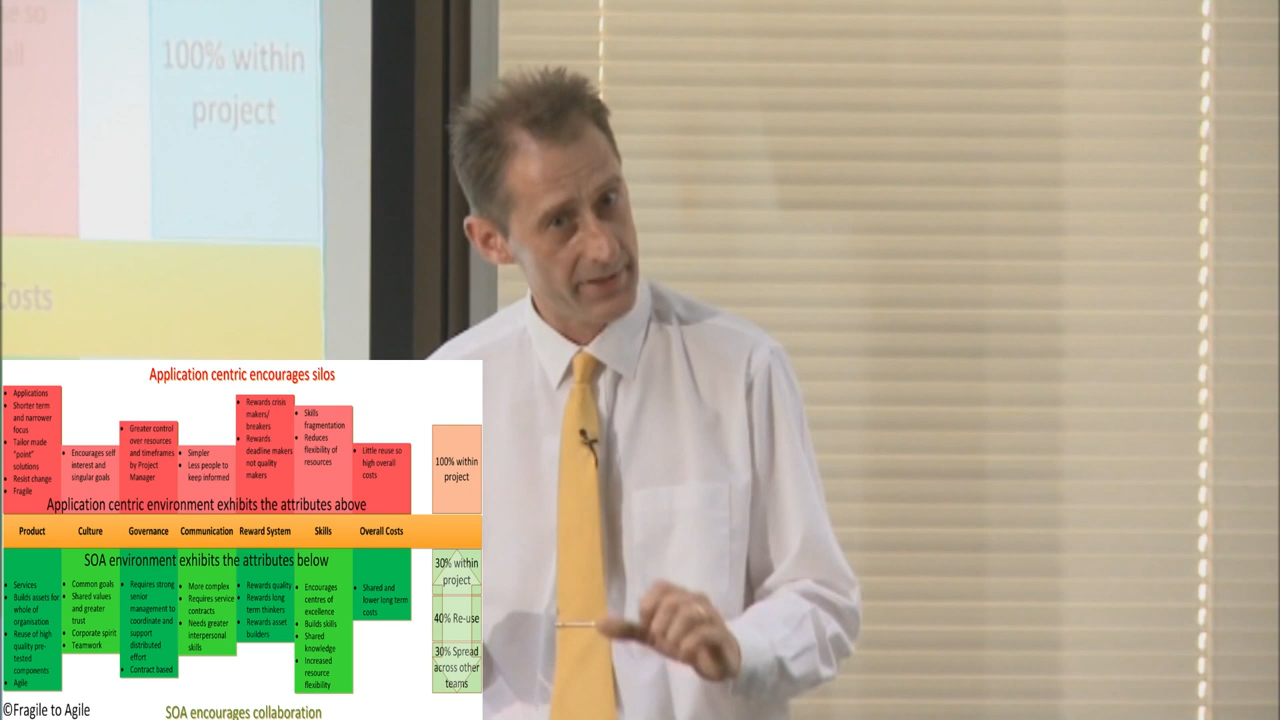 e so
all
100% within
project
Costs
Application centric encourages silos
• Applications
• Shorter term
and narrower
focus
• Tailor made
"point"
solutions
• Resist change
• Fragile
• Encourages self
interest and
singular goals
• Greater control
over resources
and timeframes
by Project
Manager
• Simpler
• Less people to
keep informed
• Rewards crisis
makers/
breakers
• Rewards
deadline makers
not quality
makers
• Skills
fragmentation
• Reduces
flexibility of
resources
• Little reuse so
high overall
costs
100% within
project
Application centric environment exhibits the attributes above
Product Culture Governance Communication Reward System Skills Overall Costs
SOA environment exhibits the attributes below
• Services
• Builds assets for
whole of
organisation
• Reuse of high
quality pre-
tested
components
• Agile
• Common goals
• Shared values
and greater
trust
• Corporate spirit
• Teamwork
• Requires strong
senior
management to
coordinate and
support
distributed
effort
• Contract based
• More complex
• Requires service
contracts
• Needs greater
interpersonal
skills
• Rewards quality
• Rewards long
term thinkers
• Rewards asset
builders
• Encourages
centres of
excellence
• Builds skills
• Shared
knowledge
• Increased
resource
flexibility
• Shared and
lower long term
costs
30% within
project
40% Re-use
30% Spread
across other
teams
©Fragile to Agile
SOA encourages collaboration